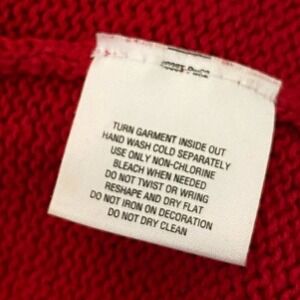 TURN GARMENT INSIDE OUT
HAND WASH COLD SEPARATELY
USE ONLY NON-CHLORINE
BLEACH WHEN NEEDED
DO NOT TWIST OR WRING
RESHAPE AND DRY FLAT
DO NOT IRON ON DECORATION
DO NOT DRY CLEAN